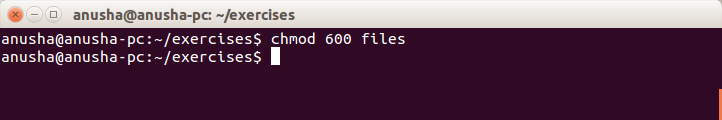 anusha@anusha-pc: ~/exercises
anusha@anusha-pc:~/exercises$ chmod 600 files
anusha@anusha-pc:~/exercises$